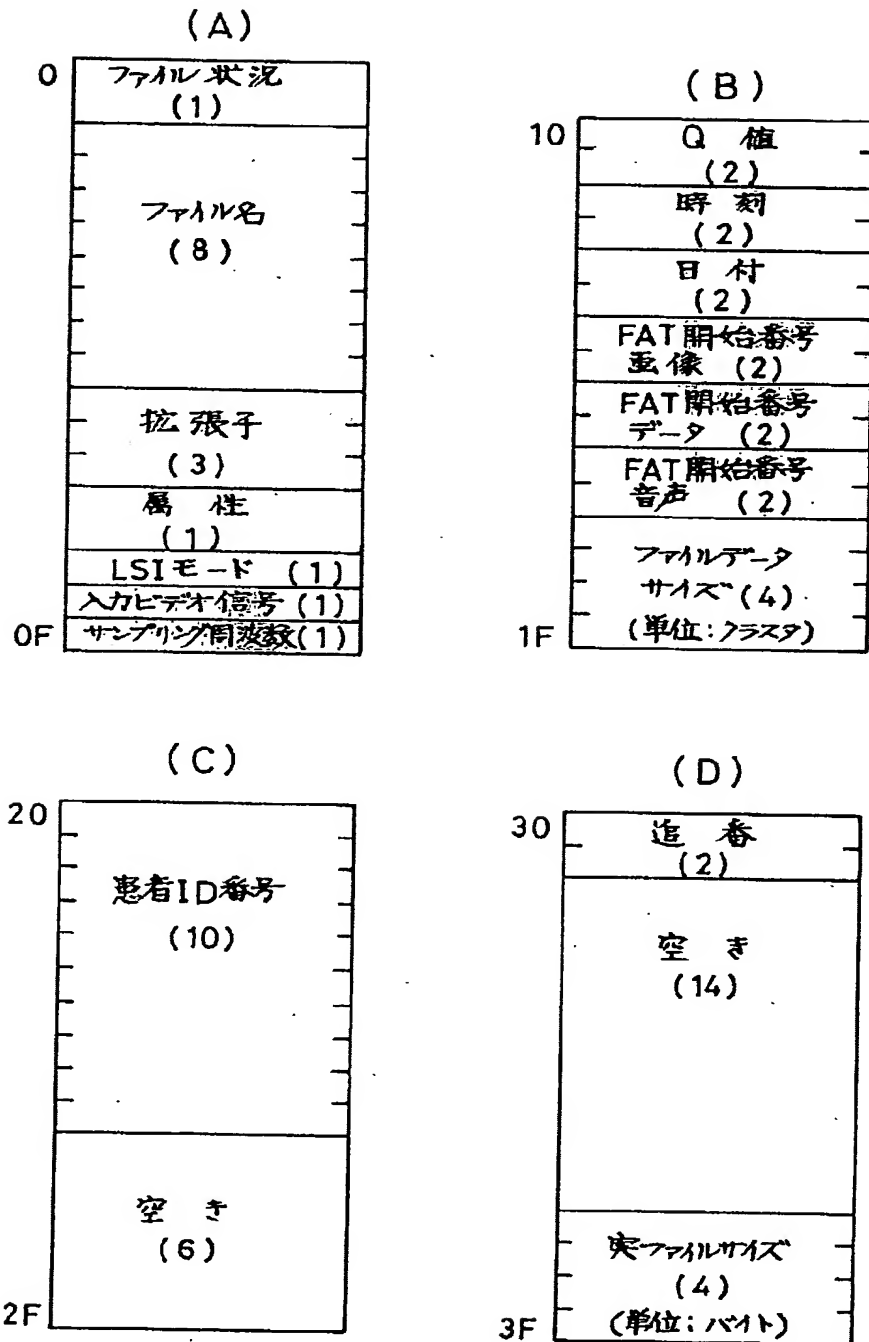 (A)
0
ファイル状況
(1)
ファイル名
(8)
拡張子
(3)
属 性
(1)
LSIモード (1)
入力ビデオ信号 (1)
0F
サンプリング周波数(1)
(B)
10
Q 値
(2)
時 刻
(2)
日 付
(2)
FAT開始番号
画像 (2)
FAT開始番号
データ (2)
FAT開始番号
音声 (2)
ファイルデータ
サイズ (4)
(単位:クラスタ)
1F
(C)
20
患者ID番号
(10)
空 き
(6)
2F
(D)
30
追 番
(2)
空 き
(14)
実ファイルサイズ
(4)
(単位:バイト)
3F